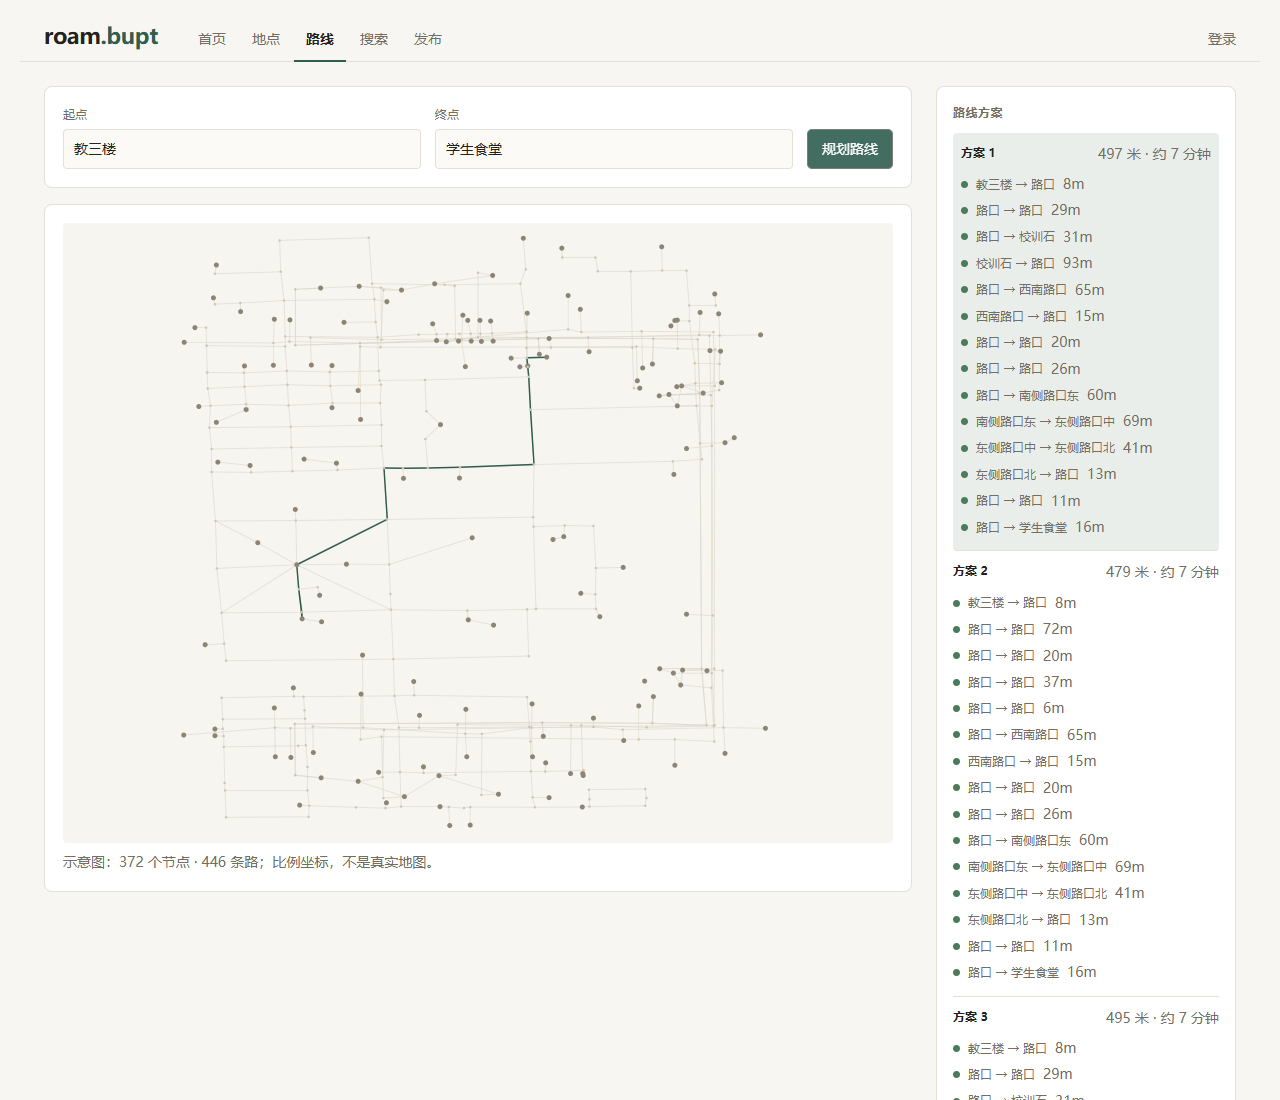 roam.bupt 首页 地点 路线 搜索 发布 登录
起点 终点
教三楼 学生食堂 规划路线
示意图：372 个节点 · 446 条路；比例坐标，不是真实地图。
路线方案
方案 1 497 米 · 约 7 分钟
教三楼 → 路口 8m
路口 → 路口 29m
路口 → 校训石 31m
校训石 → 路口 93m
路口 → 西南路口 65m
西南路口 → 路口 15m
路口 → 路口 20m
路口 → 路口 26m
路口 → 南侧路口东 60m
南侧路口东 → 东侧路口中 69m
东侧路口中 → 东侧路口北 41m
东侧路口北 → 路口 13m
路口 → 路口 11m
路口 → 学生食堂 16m
方案 2 479 米 · 约 7 分钟
教三楼 → 路口 8m
路口 → 路口 72m
路口 → 路口 20m
路口 → 路口 37m
路口 → 路口 6m
路口 → 西南路口 65m
西南路口 → 路口 15m
路口 → 路口 20m
路口 → 路口 26m
路口 → 南侧路口东 60m
南侧路口东 → 东侧路口中 69m
东侧路口中 → 东侧路口北 41m
东侧路口北 → 路口 13m
路口 → 路口 11m
路口 → 学生食堂 16m
方案 3 495 米 · 约 7 分钟
教三楼 → 路口 8m
路口 → 路口 29m
路口 → 校训石 31m